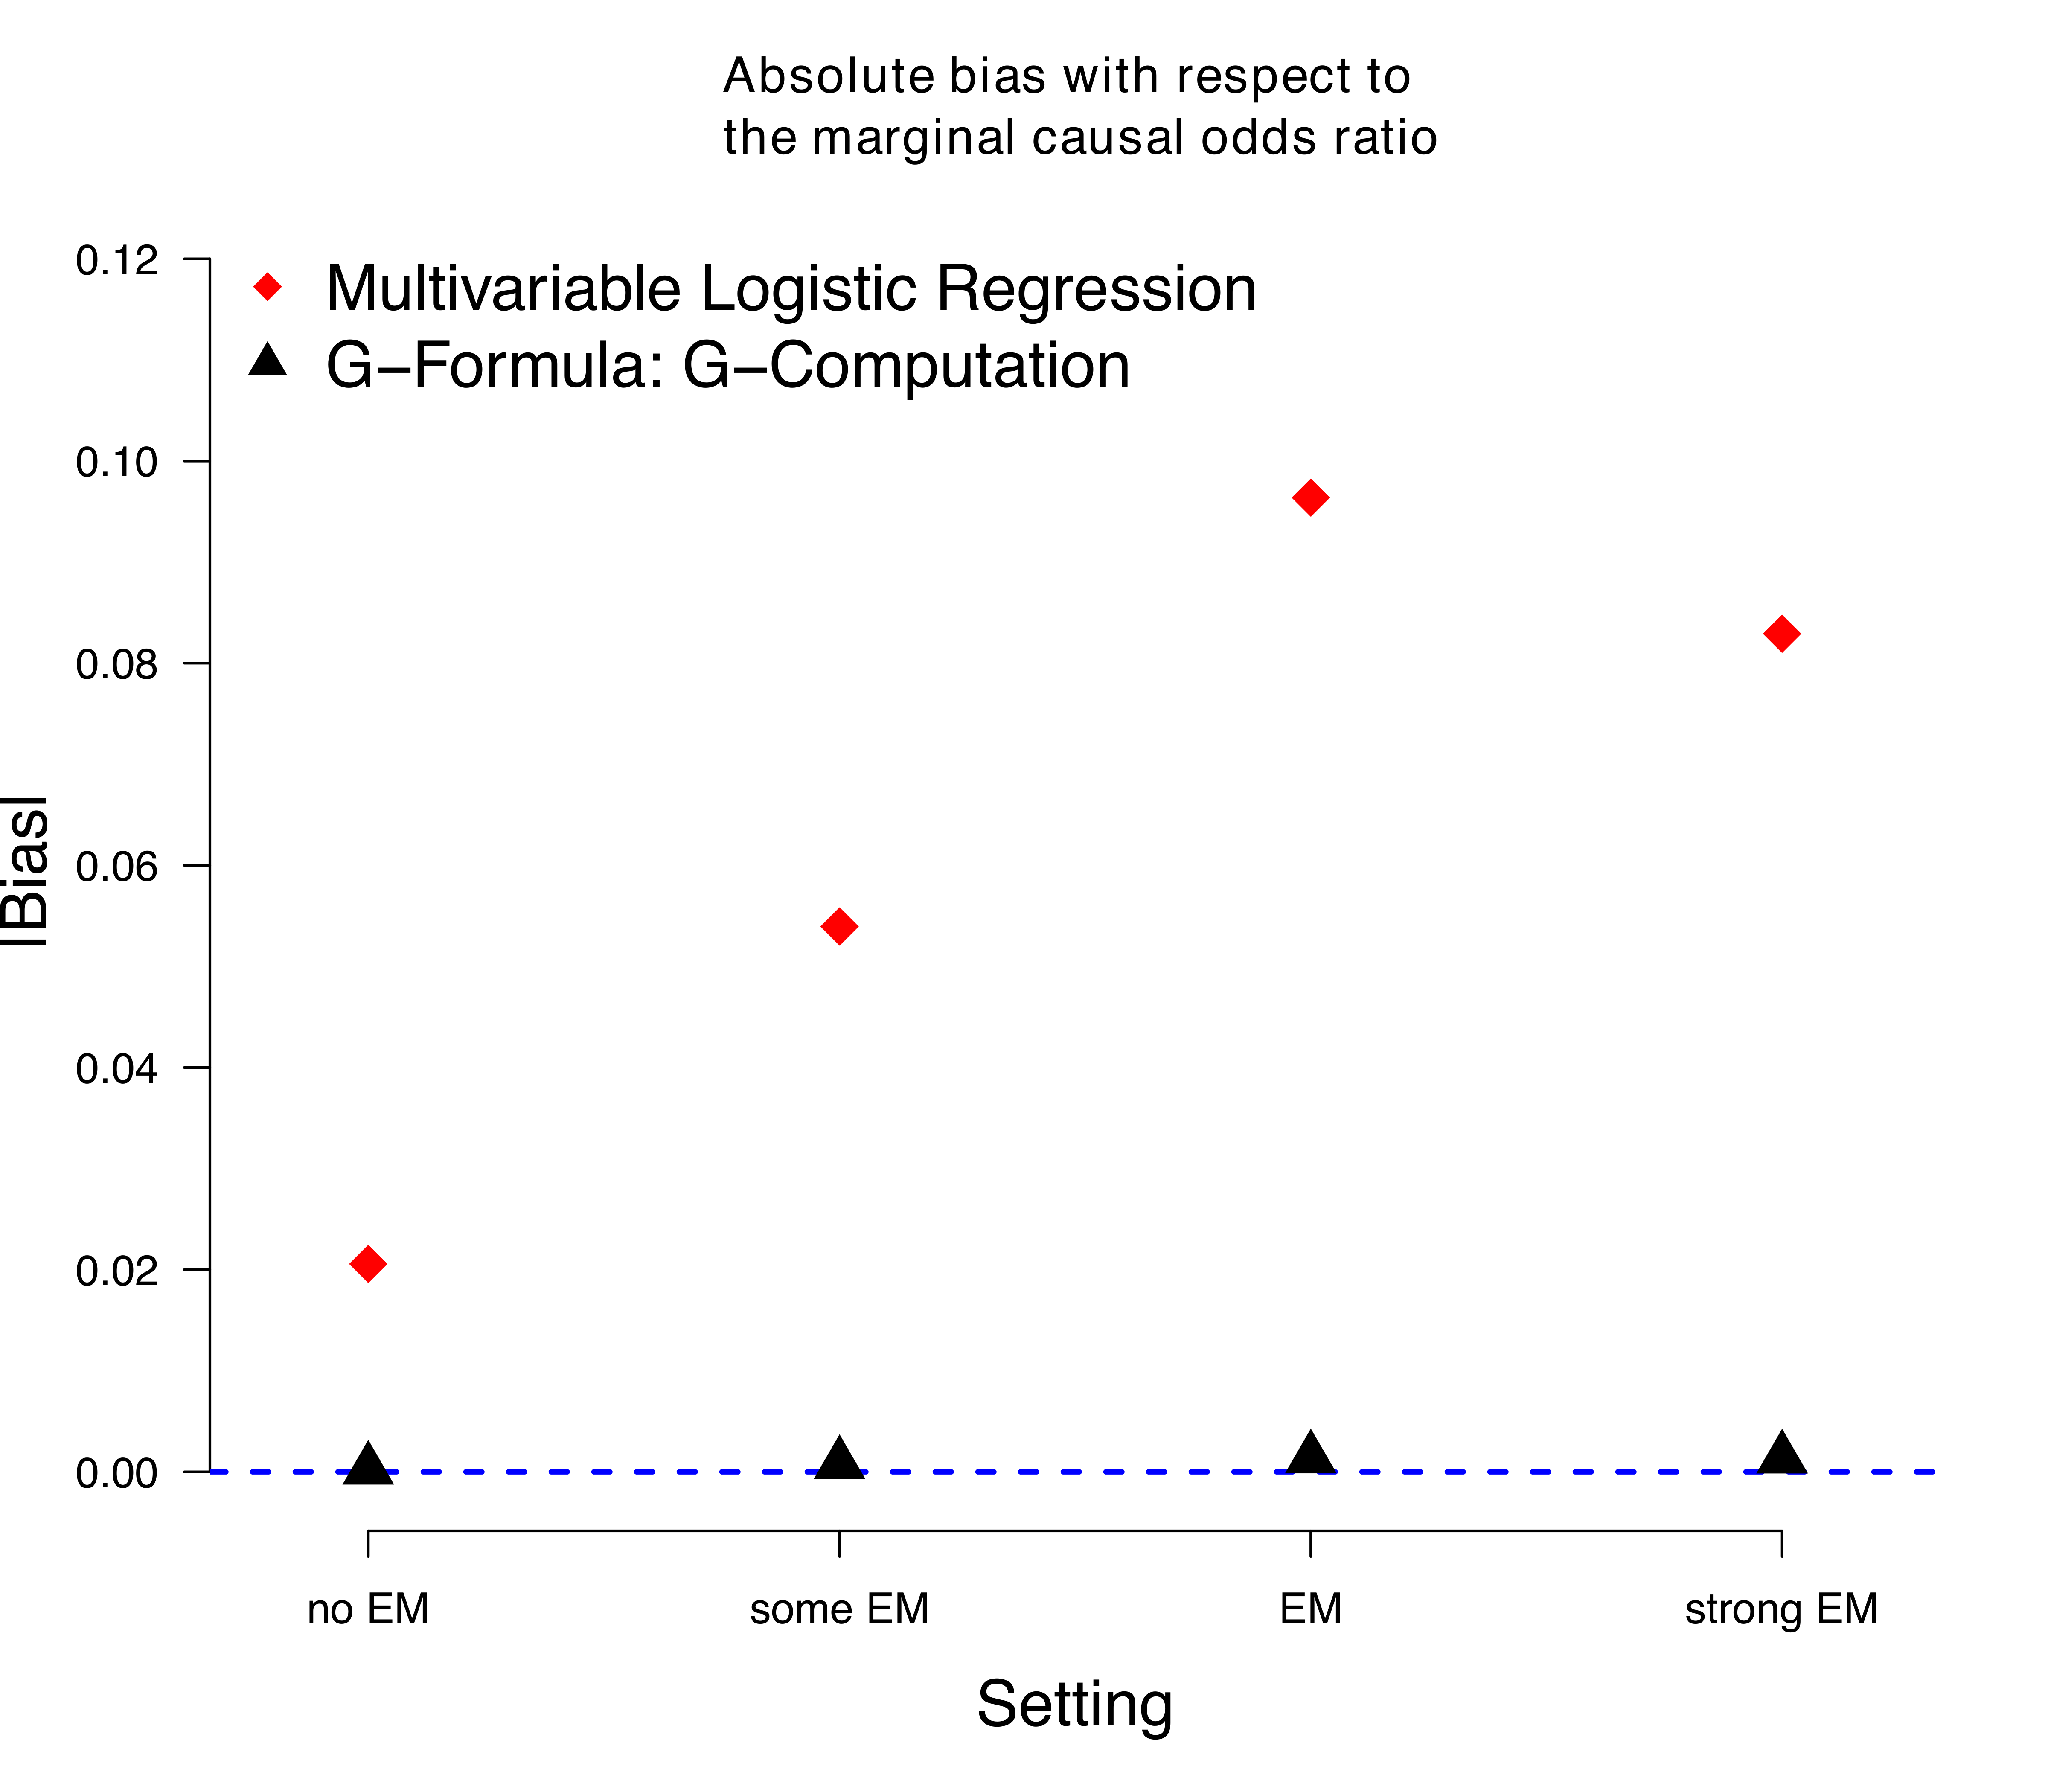 Absolute bias with respect to
the marginal causal odds ratio
Multivariable Logistic Regression
G−Formula: G−Computation
|Bias|
0.12
0.10
0.08
0.06
0.04
0.02
0.00
no EM
some EM
EM
strong EM
Setting